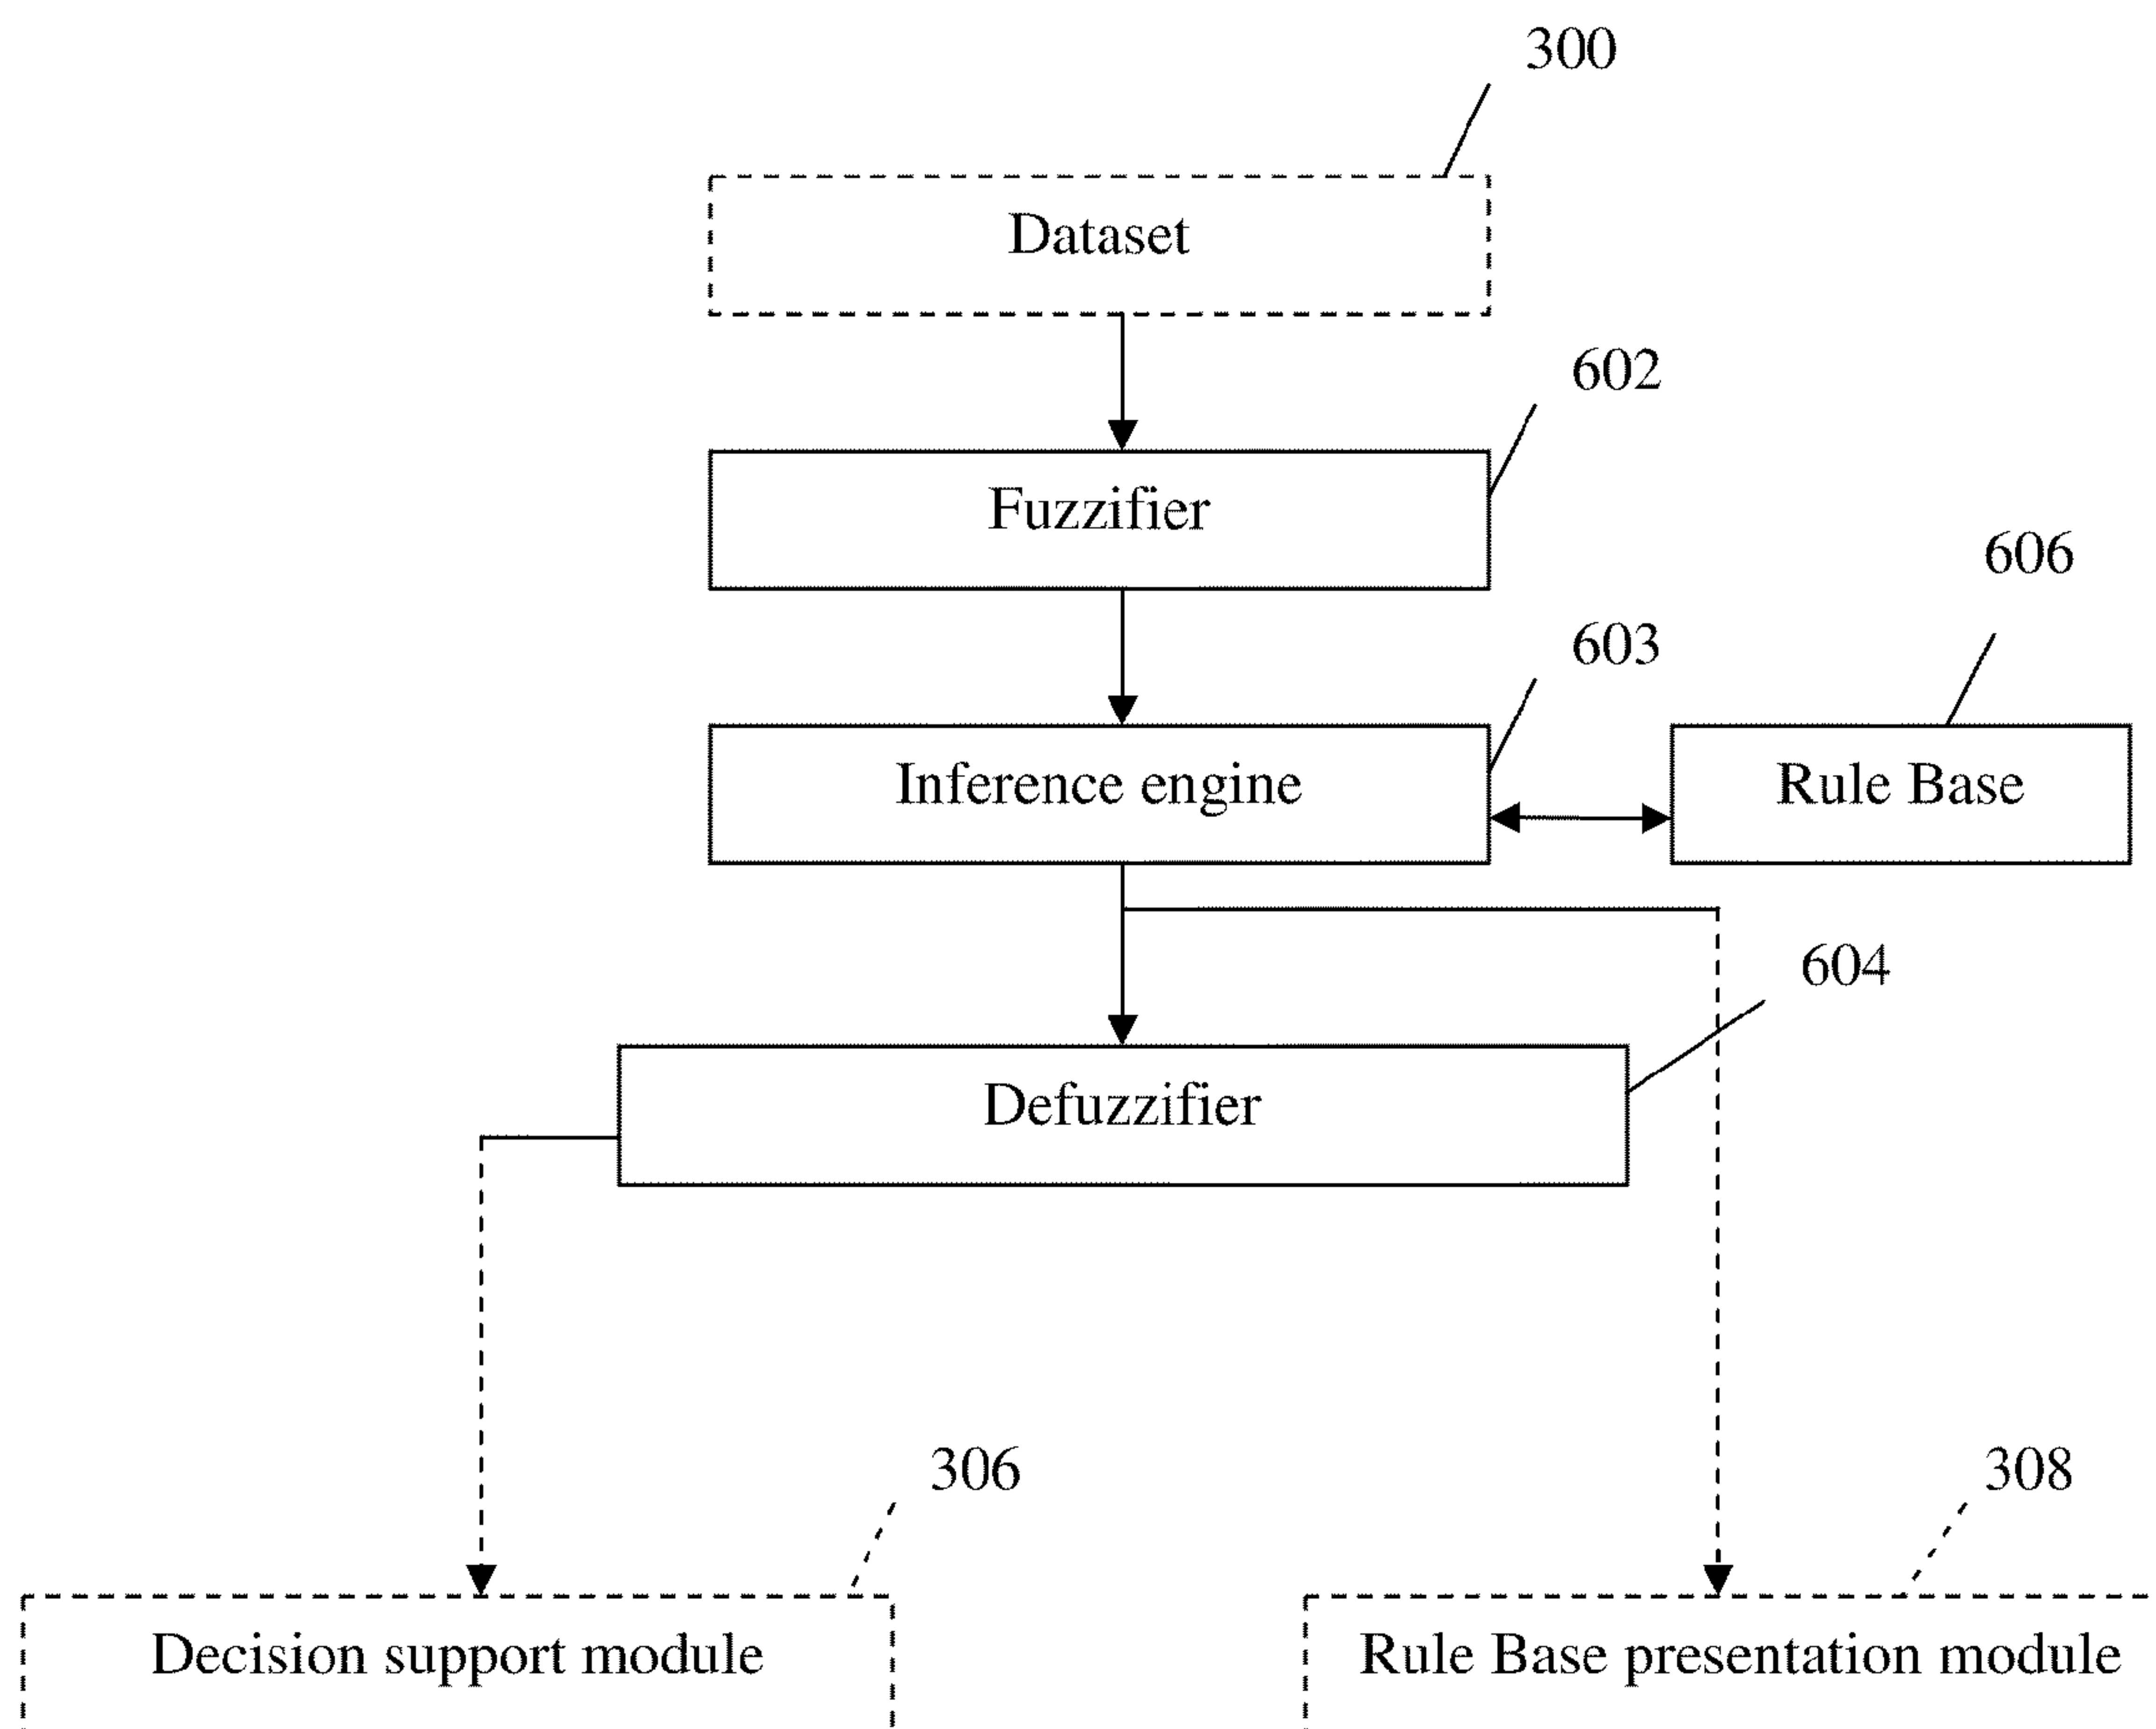 300
Dataset
602
Fuzzifier
606
603
Inference engine
Rule Base
604
Defuzzifier
306
308
Decision support module
Rule Base presentation module